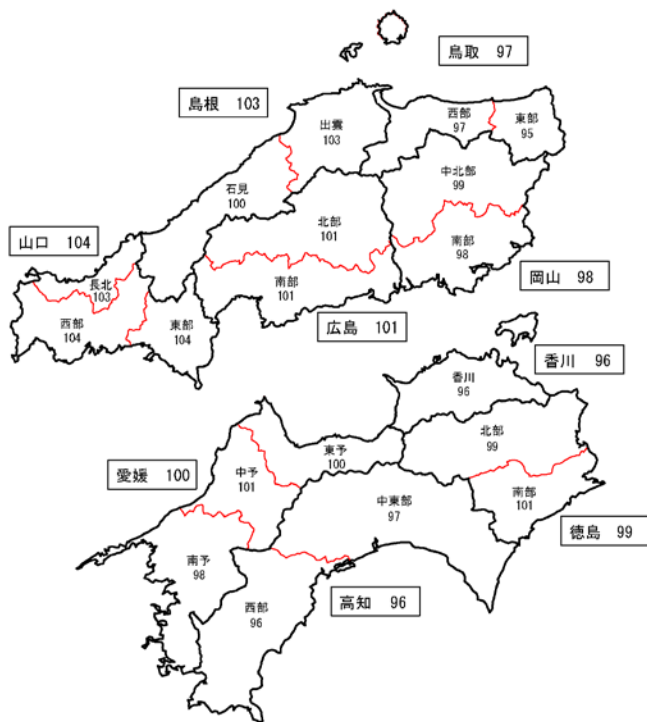 鳥取 97
島根 103
出雲
103
西部
97
東部
95
石見
100
中北部
99
北部
101
山口 104
南部
98
長北
103
岡山 98
南部
101
西部
104
東部
104
広島 101
香川 96
香川
96
北部
99
東予
100
愛媛 100
中予
101
中東部
97
南部
101
徳島 99
南予
98
西部
96
高知 96